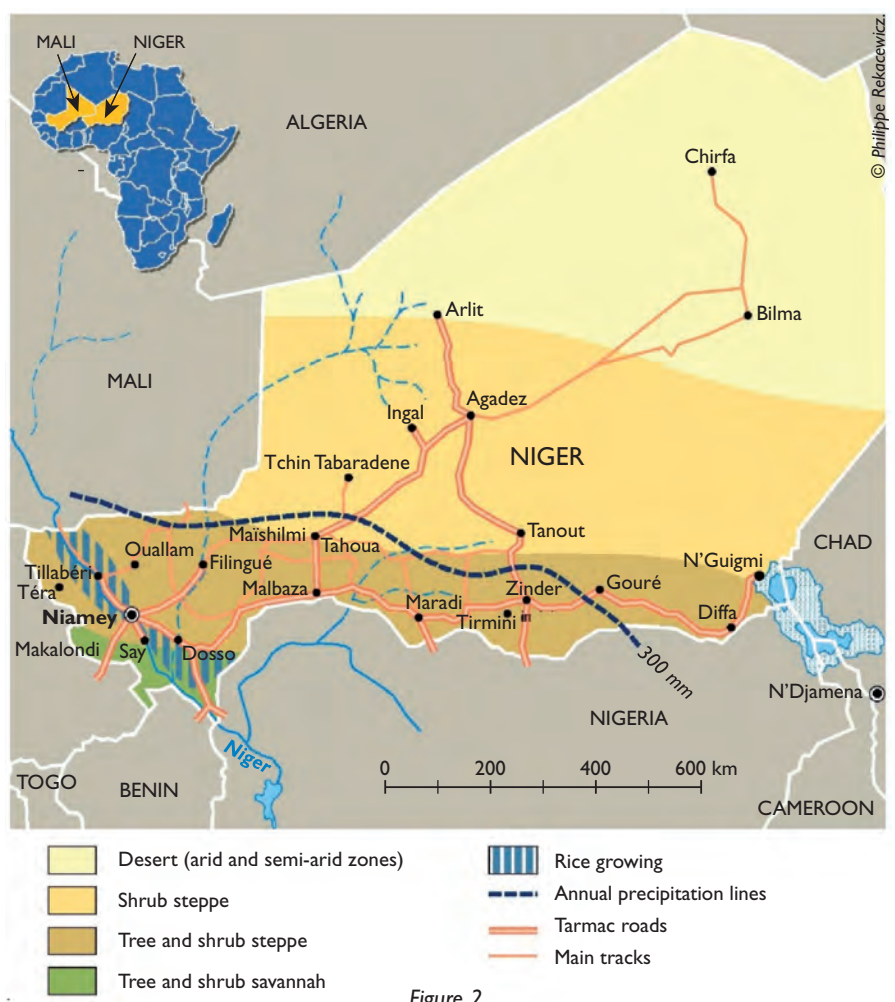 MALI
NIGER
© Philippe Rekacewicz.
ALGERIA
Chirfa
Arlit
Bilma
MALI
Agadez
Ingal
NIGER
Tchin Tabaradene
Maïshilmi
Tahoua
Tanout
CHAD
Ouallam
Filingué
N'Guigmi
Tillabéri
Téra
Malbaza
Zinder
Gouré
Niamey
Maradi
Tirmini
Diffa
Makalondi
Say
Dosso
300 mm
N'Djamena
NIGERIA
Niger
0 200 400 600 km
TOGO
BENIN
CAMEROON
Desert (arid and semi-arid zones)
Shrub steppe
Tree and shrub steppe
Tree and shrub savannah
Rice growing
Annual precipitation lines
Tarmac roads
Main tracks
Figure 2